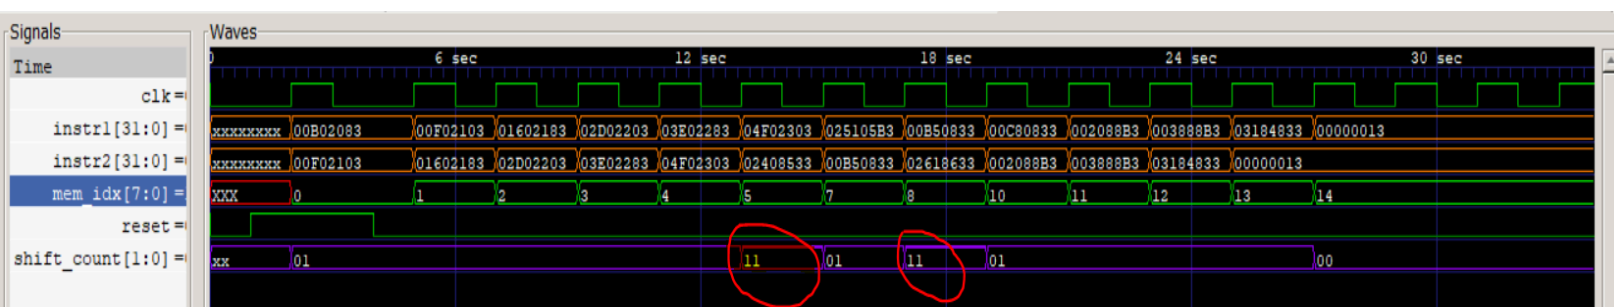 Signals Waves
Time 0 6 sec 12 sec 18 sec 24 sec 30 sec
clk =
instr1[31:0] = xxxxxxxx 00B02083 00F02103 01602183 02D02203 03E02283 04F02303 025105B3 00B50833 00C80833 002088B3 003888B3 03184833 00000013
instr2[31:0] = xxxxxxxx 00F02103 01602183 02D02203 03E02283 04F02303 02408533 00B50833 02618633 002088B3 003888B3 03184833 00000013
mem_idx[7:0] = XXX 0 1 2 3 4 5 7 8 10 11 12 13 14
reset =
shift_count[1:0] = xx 01 11 01 11 01 00